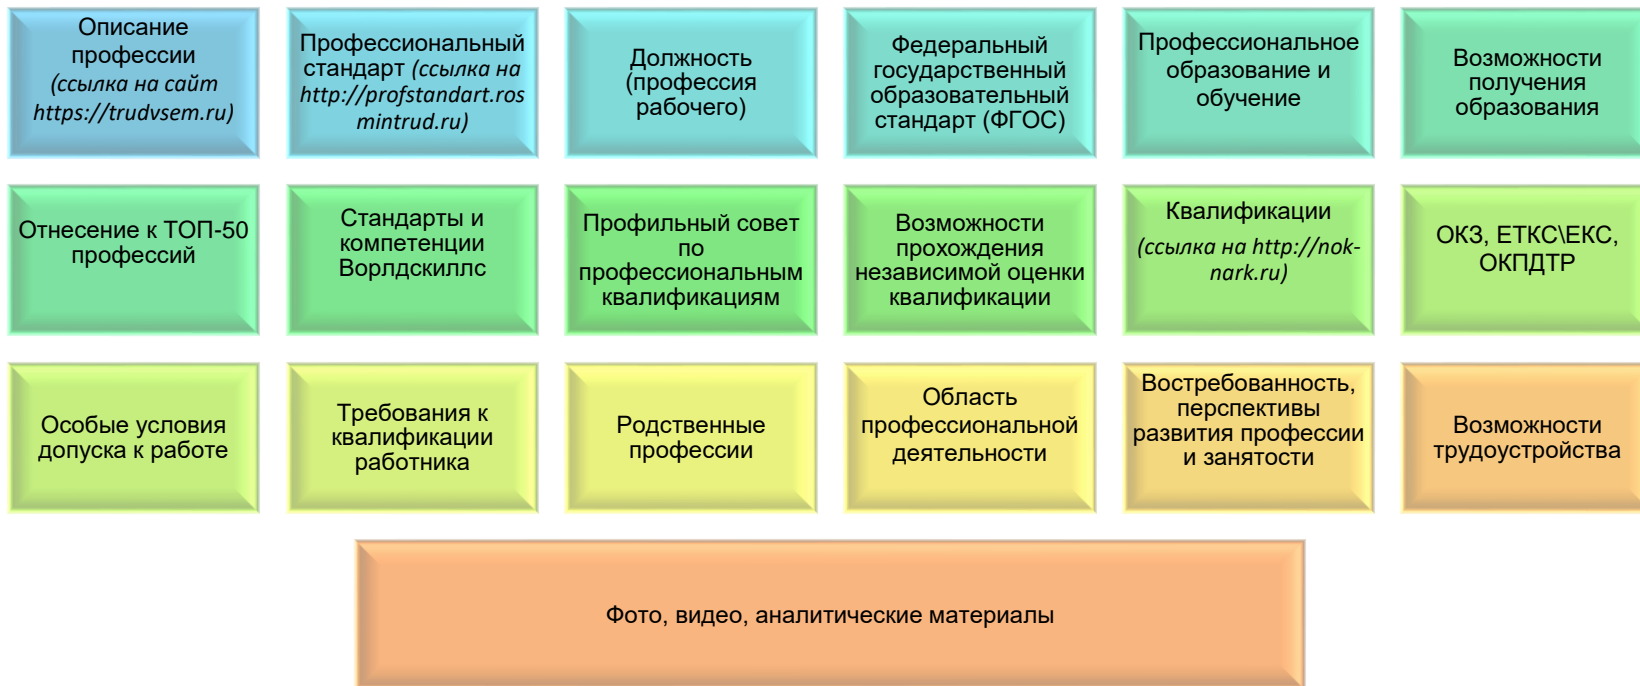 Описание
профессии
(ссылка на сайт
https://trudvsem.ru)
Профессиональный
стандарт (ссылка на
http://profstandart.ros
mintrud.ru)
Должность
(профессия
рабочего)
Федеральный
государственный
образовательный
стандарт (ФГОС)
Профессиональное
образование и
обучение
Возможности
получения
образования
Отнесение к ТОП-50
профессий
Стандарты и
компетенции
Ворлдскиллс
Профильный совет
по
профессиональным
квалификациям
Возможности
прохождения
независимой оценки
квалификации
Квалификации
(ссылка на http://nok-
nark.ru)
ОКЗ, ЕТКС\ЕКС,
ОКПДТР
Особые условия
допуска к работе
Требования к
квалификации
работника
Родственные
профессии
Область
профессиональной
деятельности
Востребованность,
перспективы
развития профессии
и занятости
Возможности
трудоустройства
Фото, видео, аналитические материалы